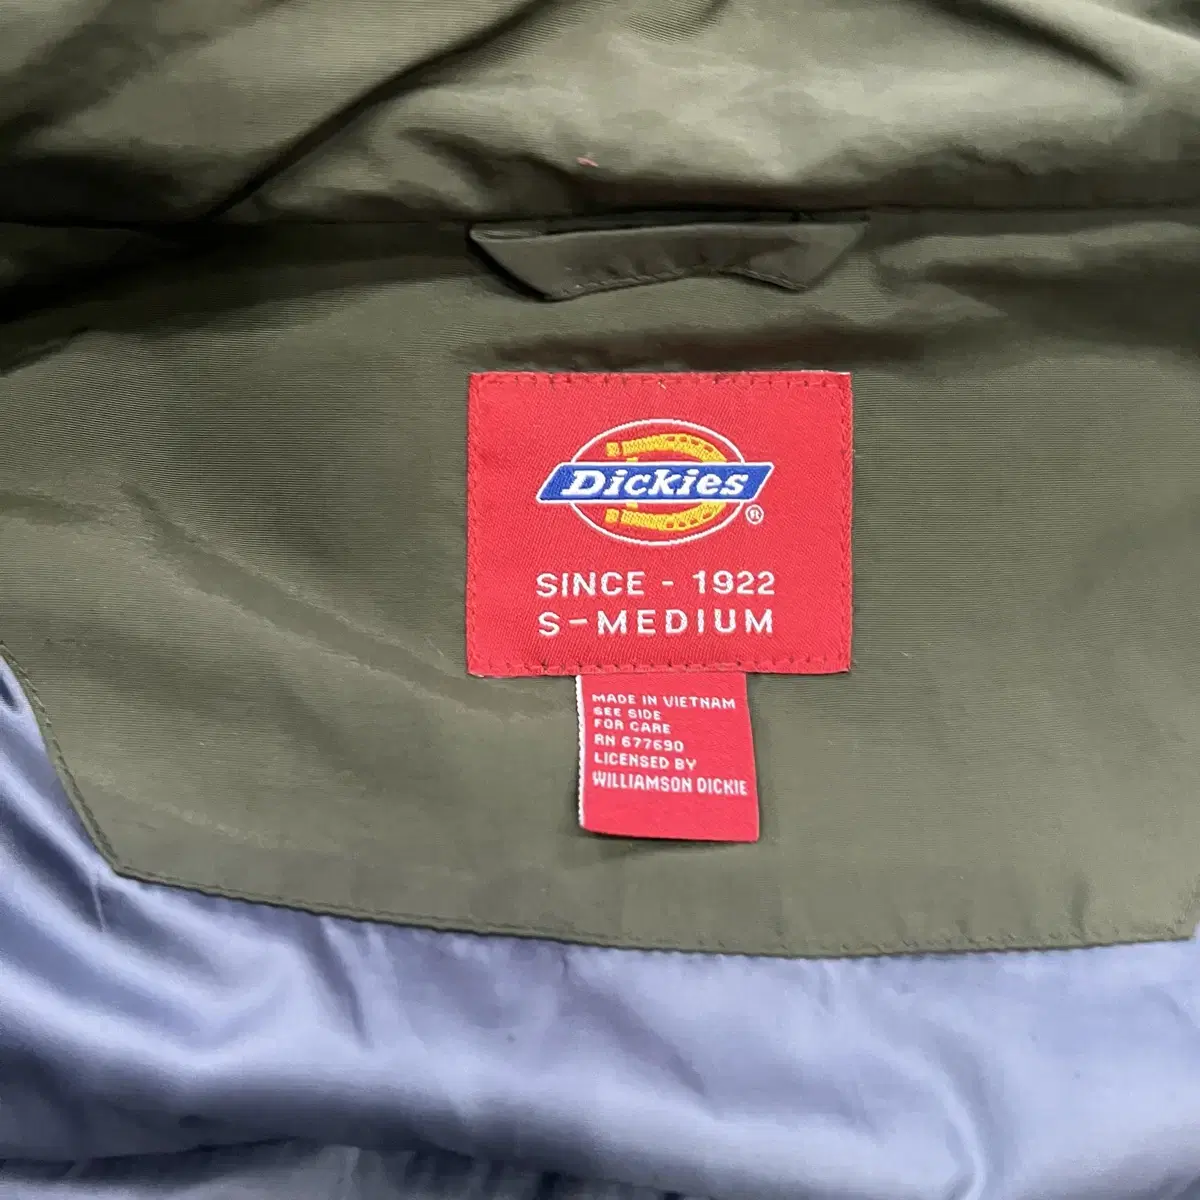 Dickies
®
SINCE - 1922
S-MEDIUM
MADE IN VIETNAM
SEE SIDE
FOR CARE
RN 677690
LICENSED BY
WILLIAMSON DICKIE